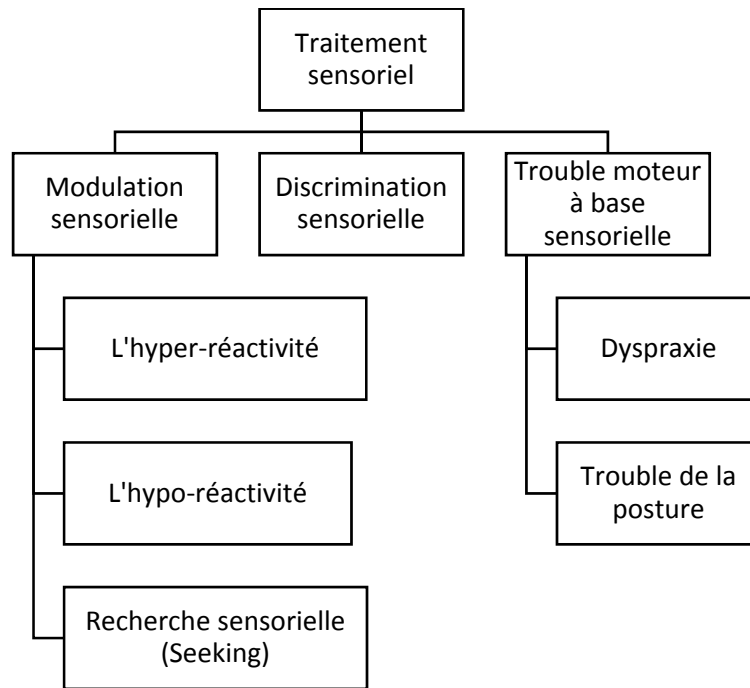 Traitement
sensoriel
Modulation
sensorielle
Discrimination
sensorielle
Trouble moteur
à base
sensorielle
L'hyper-réactivité
L'hypo-réactivité
Recherche sensorielle
(Seeking)
Dyspraxie
Trouble de la
posture